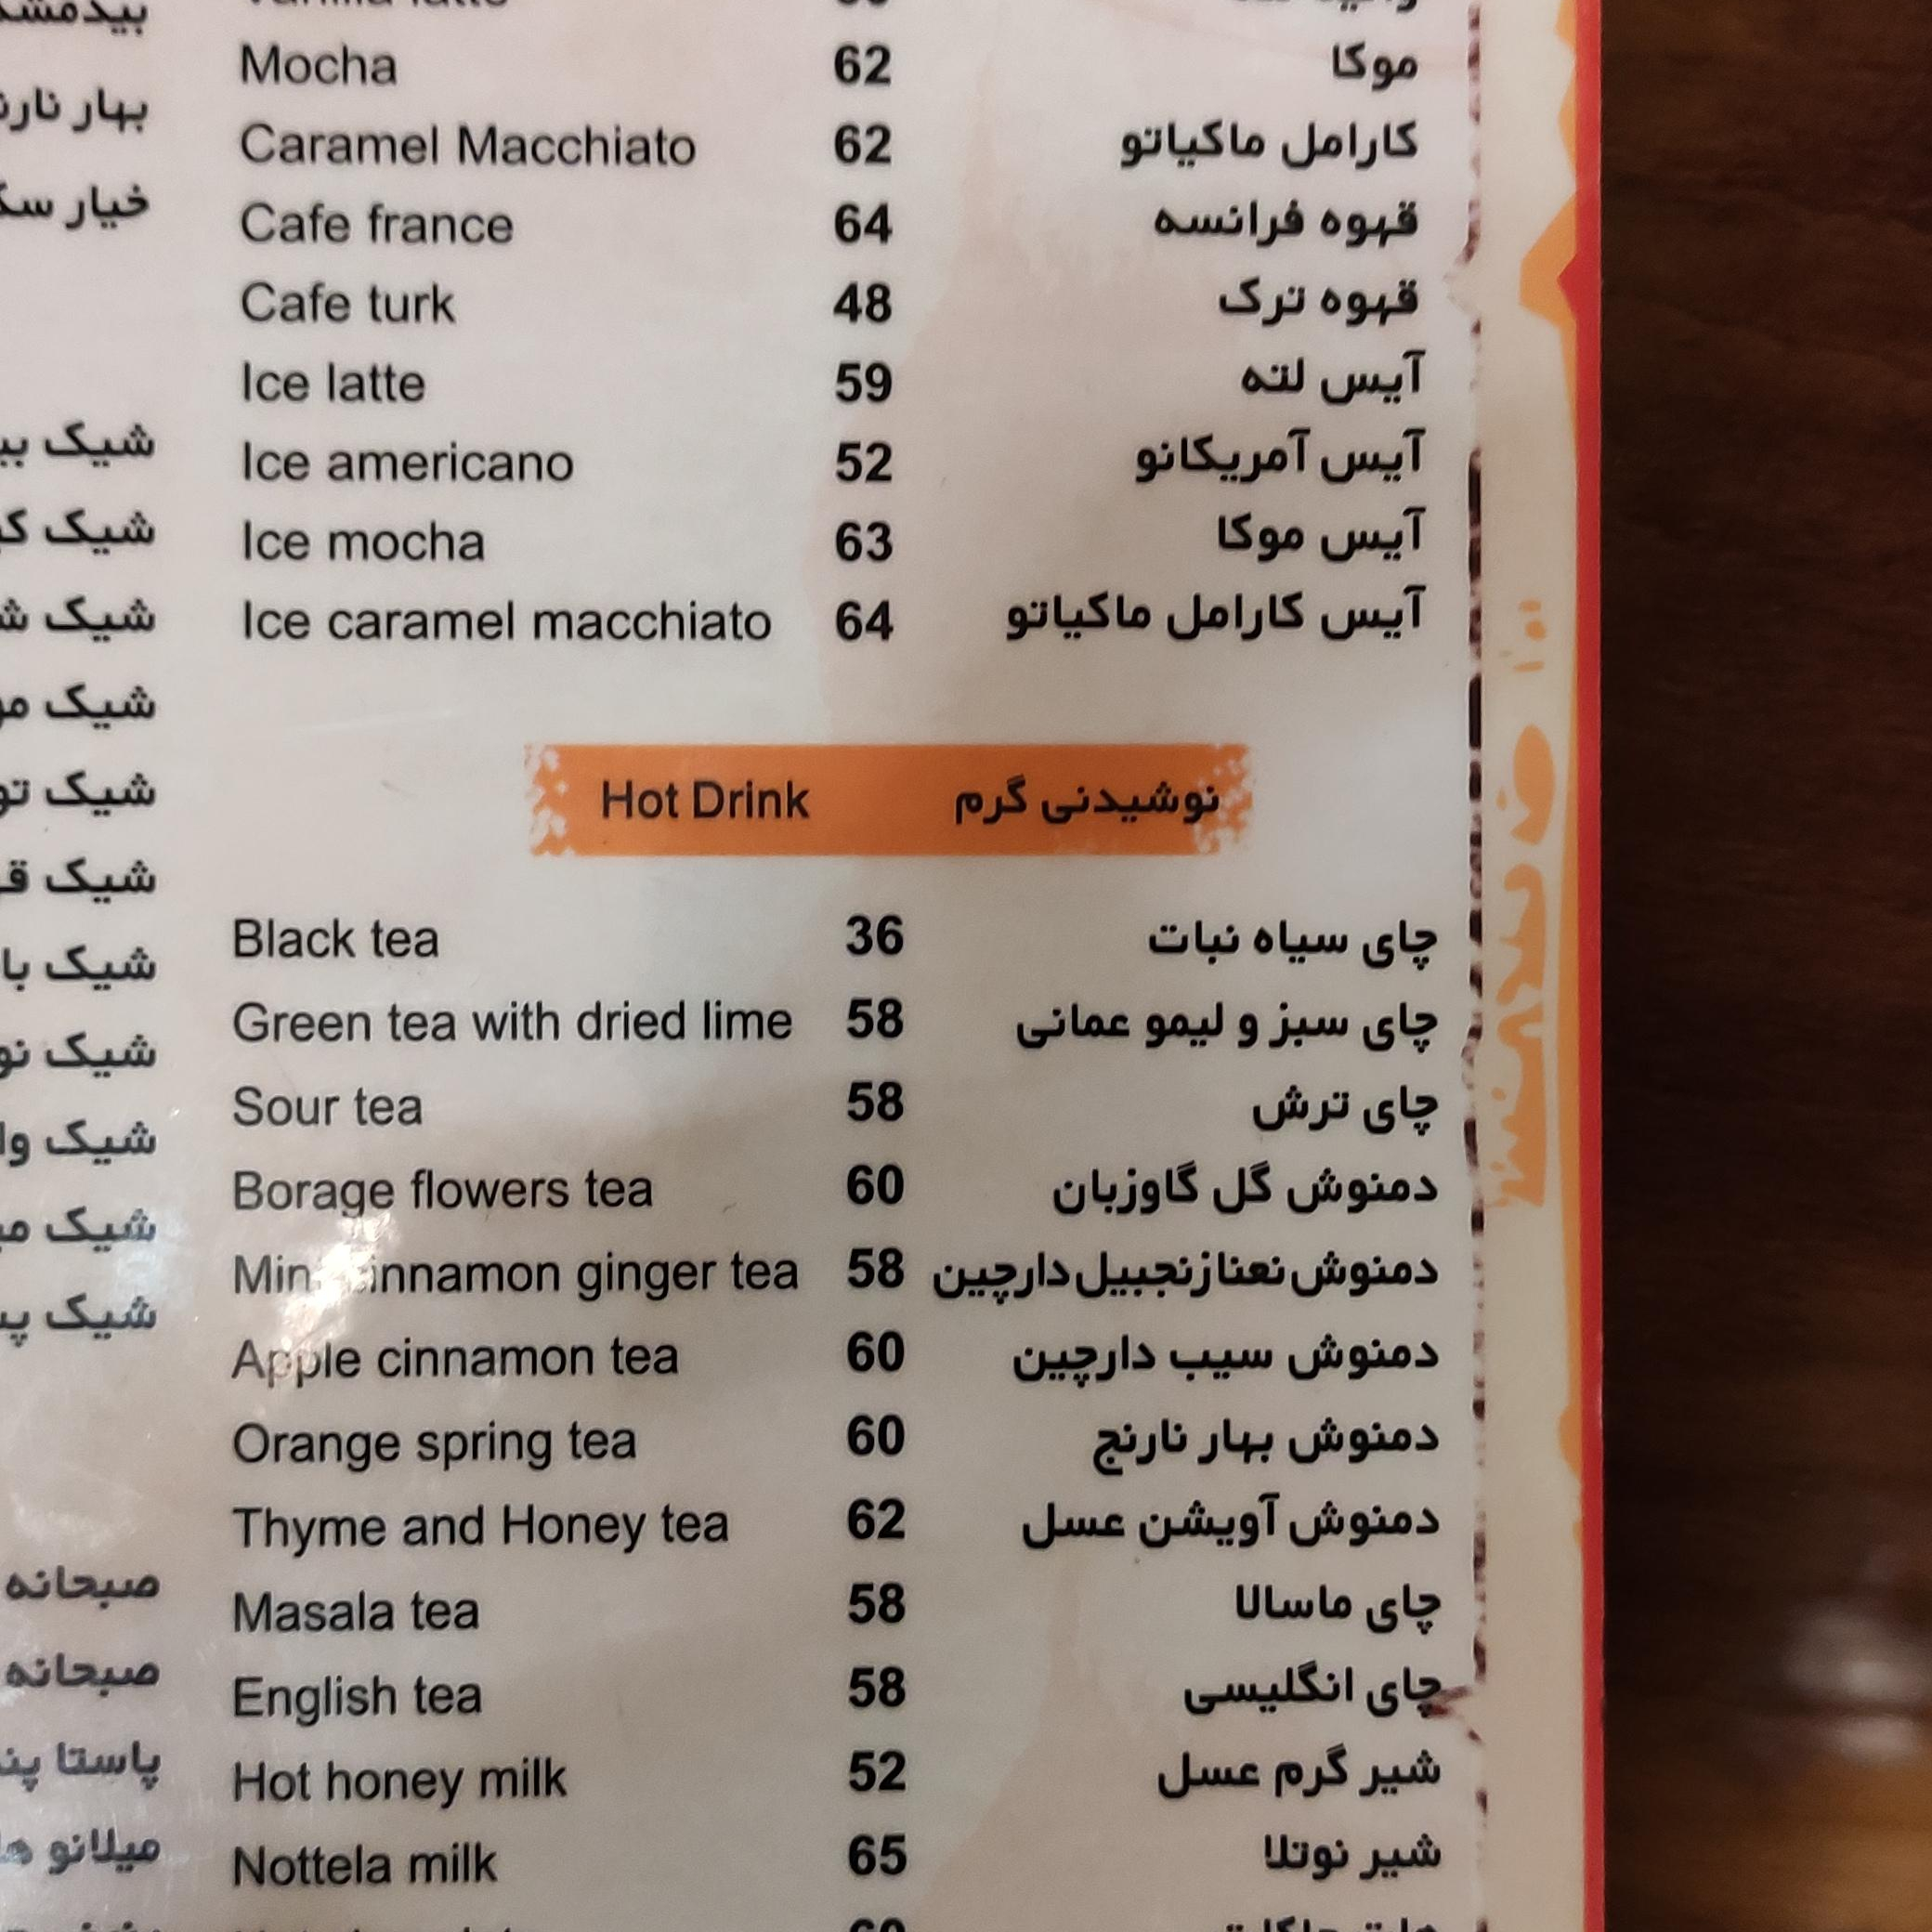 Mocha 62 موکا
Caramel Macchiato 62 کارامل ماکیاتو
Cafe france 64 قهوه فرانسه
Cafe turk 48 قهوه ترک
Ice latte 59 آیس لته
Ice americano 52 آیس آمریکانو
Ice mocha 63 آیس موکا
Ice caramel macchiato 64 آیس کارامل ماکیاتو
Hot Drink نوشیدنی گرم
Black tea 36 چای سیاه نبات
Green tea with dried lime 58 چای سبز و لیمو عمانی
Sour tea 58 چای ترش
Borage flowers tea 60 دمنوش گل گاوزبان
ginger tea 58 دمنوش نعنا زنجبیل دارچین
Apple cinnamon tea 60 دمنوش سیب دارچین
Orange spring tea 60 دمنوش بهار نارنج
Thyme and Honey tea 62 دمنوش آویشن عسل
Masala tea 58 چای ماسالا
English tea 58 چای انگلیسی
Hot honey milk 52 شیر گرم عسل
Nottela milk 65 شیر نوتلا
بهار
خیار
شیک
شیک
شیک
شیک
شیک
شیک
شیک
شیک
شیک
شیک
شیک
صبحانه
صبحانه
پاستا
میلانو